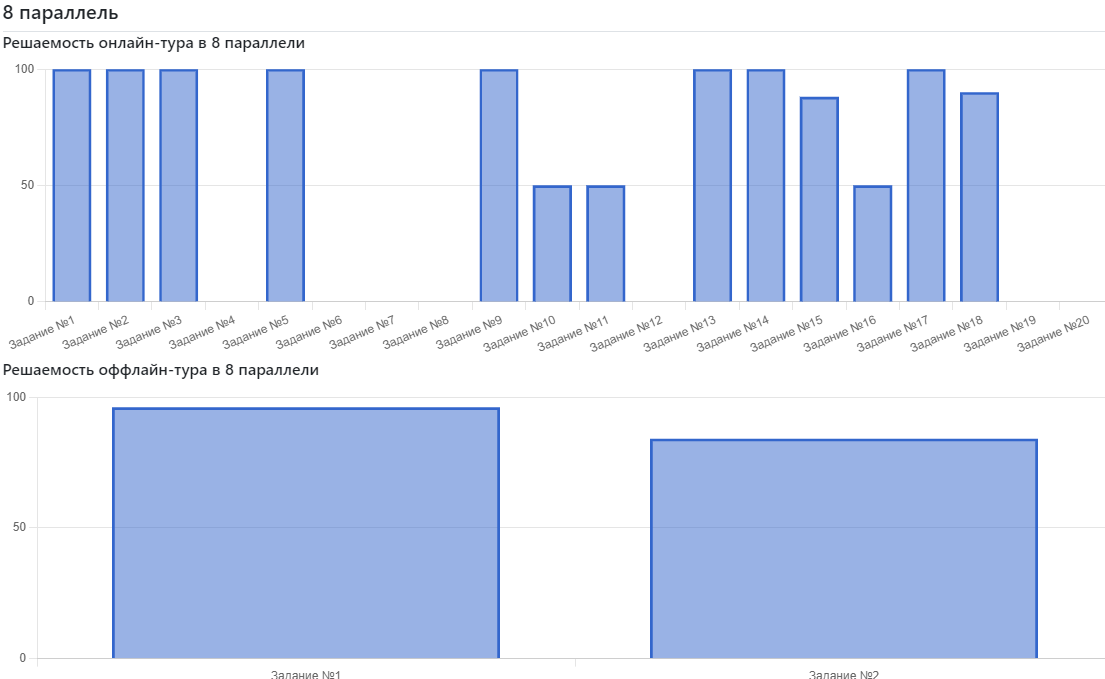 8 параллель
Решаемость онлайн-тура в 8 параллели
100
50
0
Задание №1
Задание №2
Задание №3
Задание №4
Задание №5
Задание №6
Задание №7
Задание №8
Задание №9
Задание №10
Задание №11
Задание №12
Задание №13
Задание №14
Задание №15
Задание №16
Задание №17
Задание №18
Задание №19
Задание №20
Решаемость оффлайн-тура в 8 параллели
100
50
0
Задание №1
Задание №2